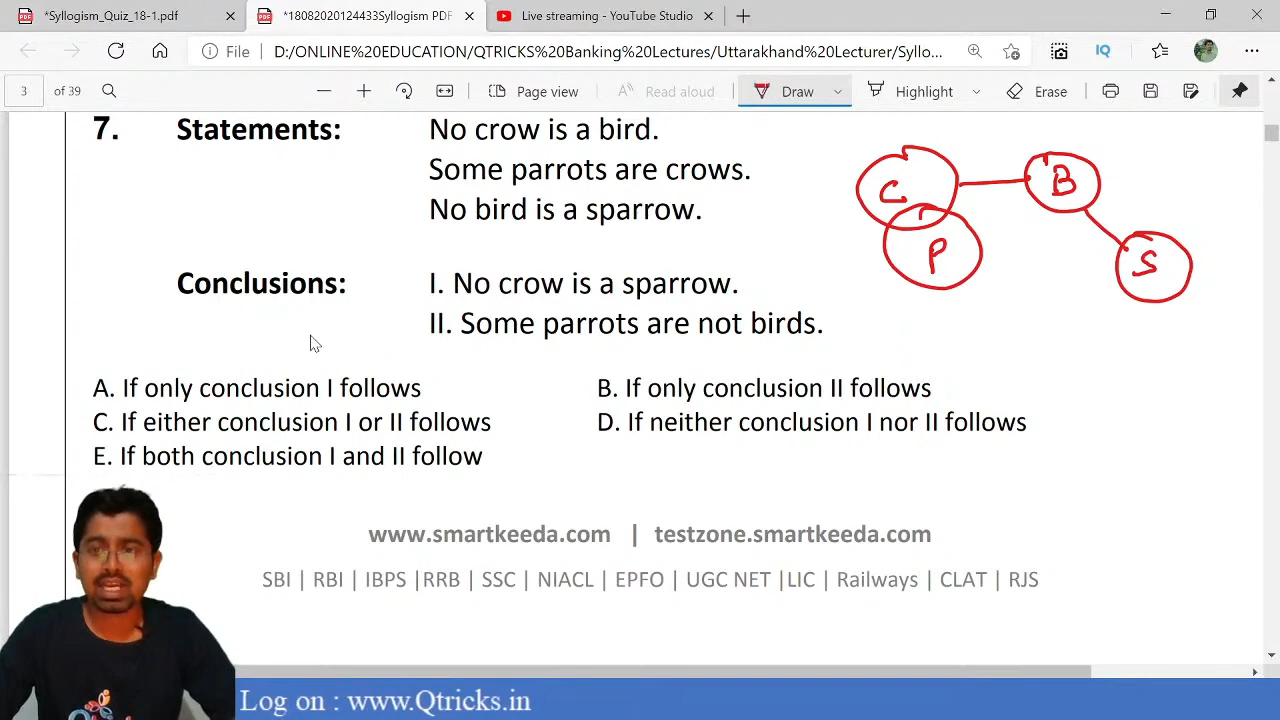 *Syllogism_Quiz_18-1.pdf
*18082020124433Syllogism PDF
Live streaming - YouTube Studio
File
D:/ONLINE%20EDUCATION/QTRICKS%20Banking%20Lectures/Uttarakhand%20Lecturer/Syllo...
IQ
3 of 39
Page view
Read aloud
Draw
Highlight
Erase
7. Statements: No crow is a bird.
Some parrots are crows.
No bird is a sparrow.
C B
P S
Conclusions: I. No crow is a sparrow.
II. Some parrots are not birds.
A. If only conclusion I follows B. If only conclusion II follows
C. If either conclusion I or II follows D. If neither conclusion I nor II follows
E. If both conclusion I and II follow
www.smartkeeda.com | testzone.smartkeeda.com
SBI | RBI | IBPS |RRB | SSC | NIACL | EPFO | UGC NET |LIC | Railways | CLAT | RJS
Log on : www.Qtricks.in